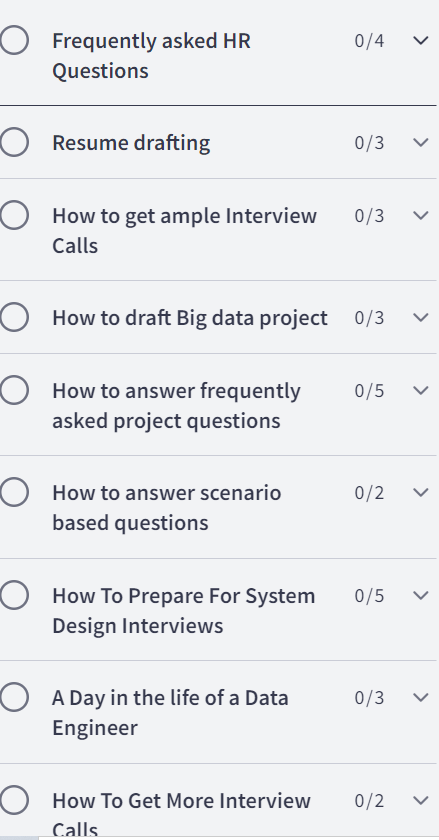 Frequently asked HR 0/4
Questions
Resume drafting 0/3
How to get ample Interview 0/3
Calls
How to draft Big data project 0/3
How to answer frequently 0/5
asked project questions
How to answer scenario 0/2
based questions
How To Prepare For System 0/5
Design Interviews
A Day in the life of a Data 0/3
Engineer
How To Get More Interview 0/2
Calls